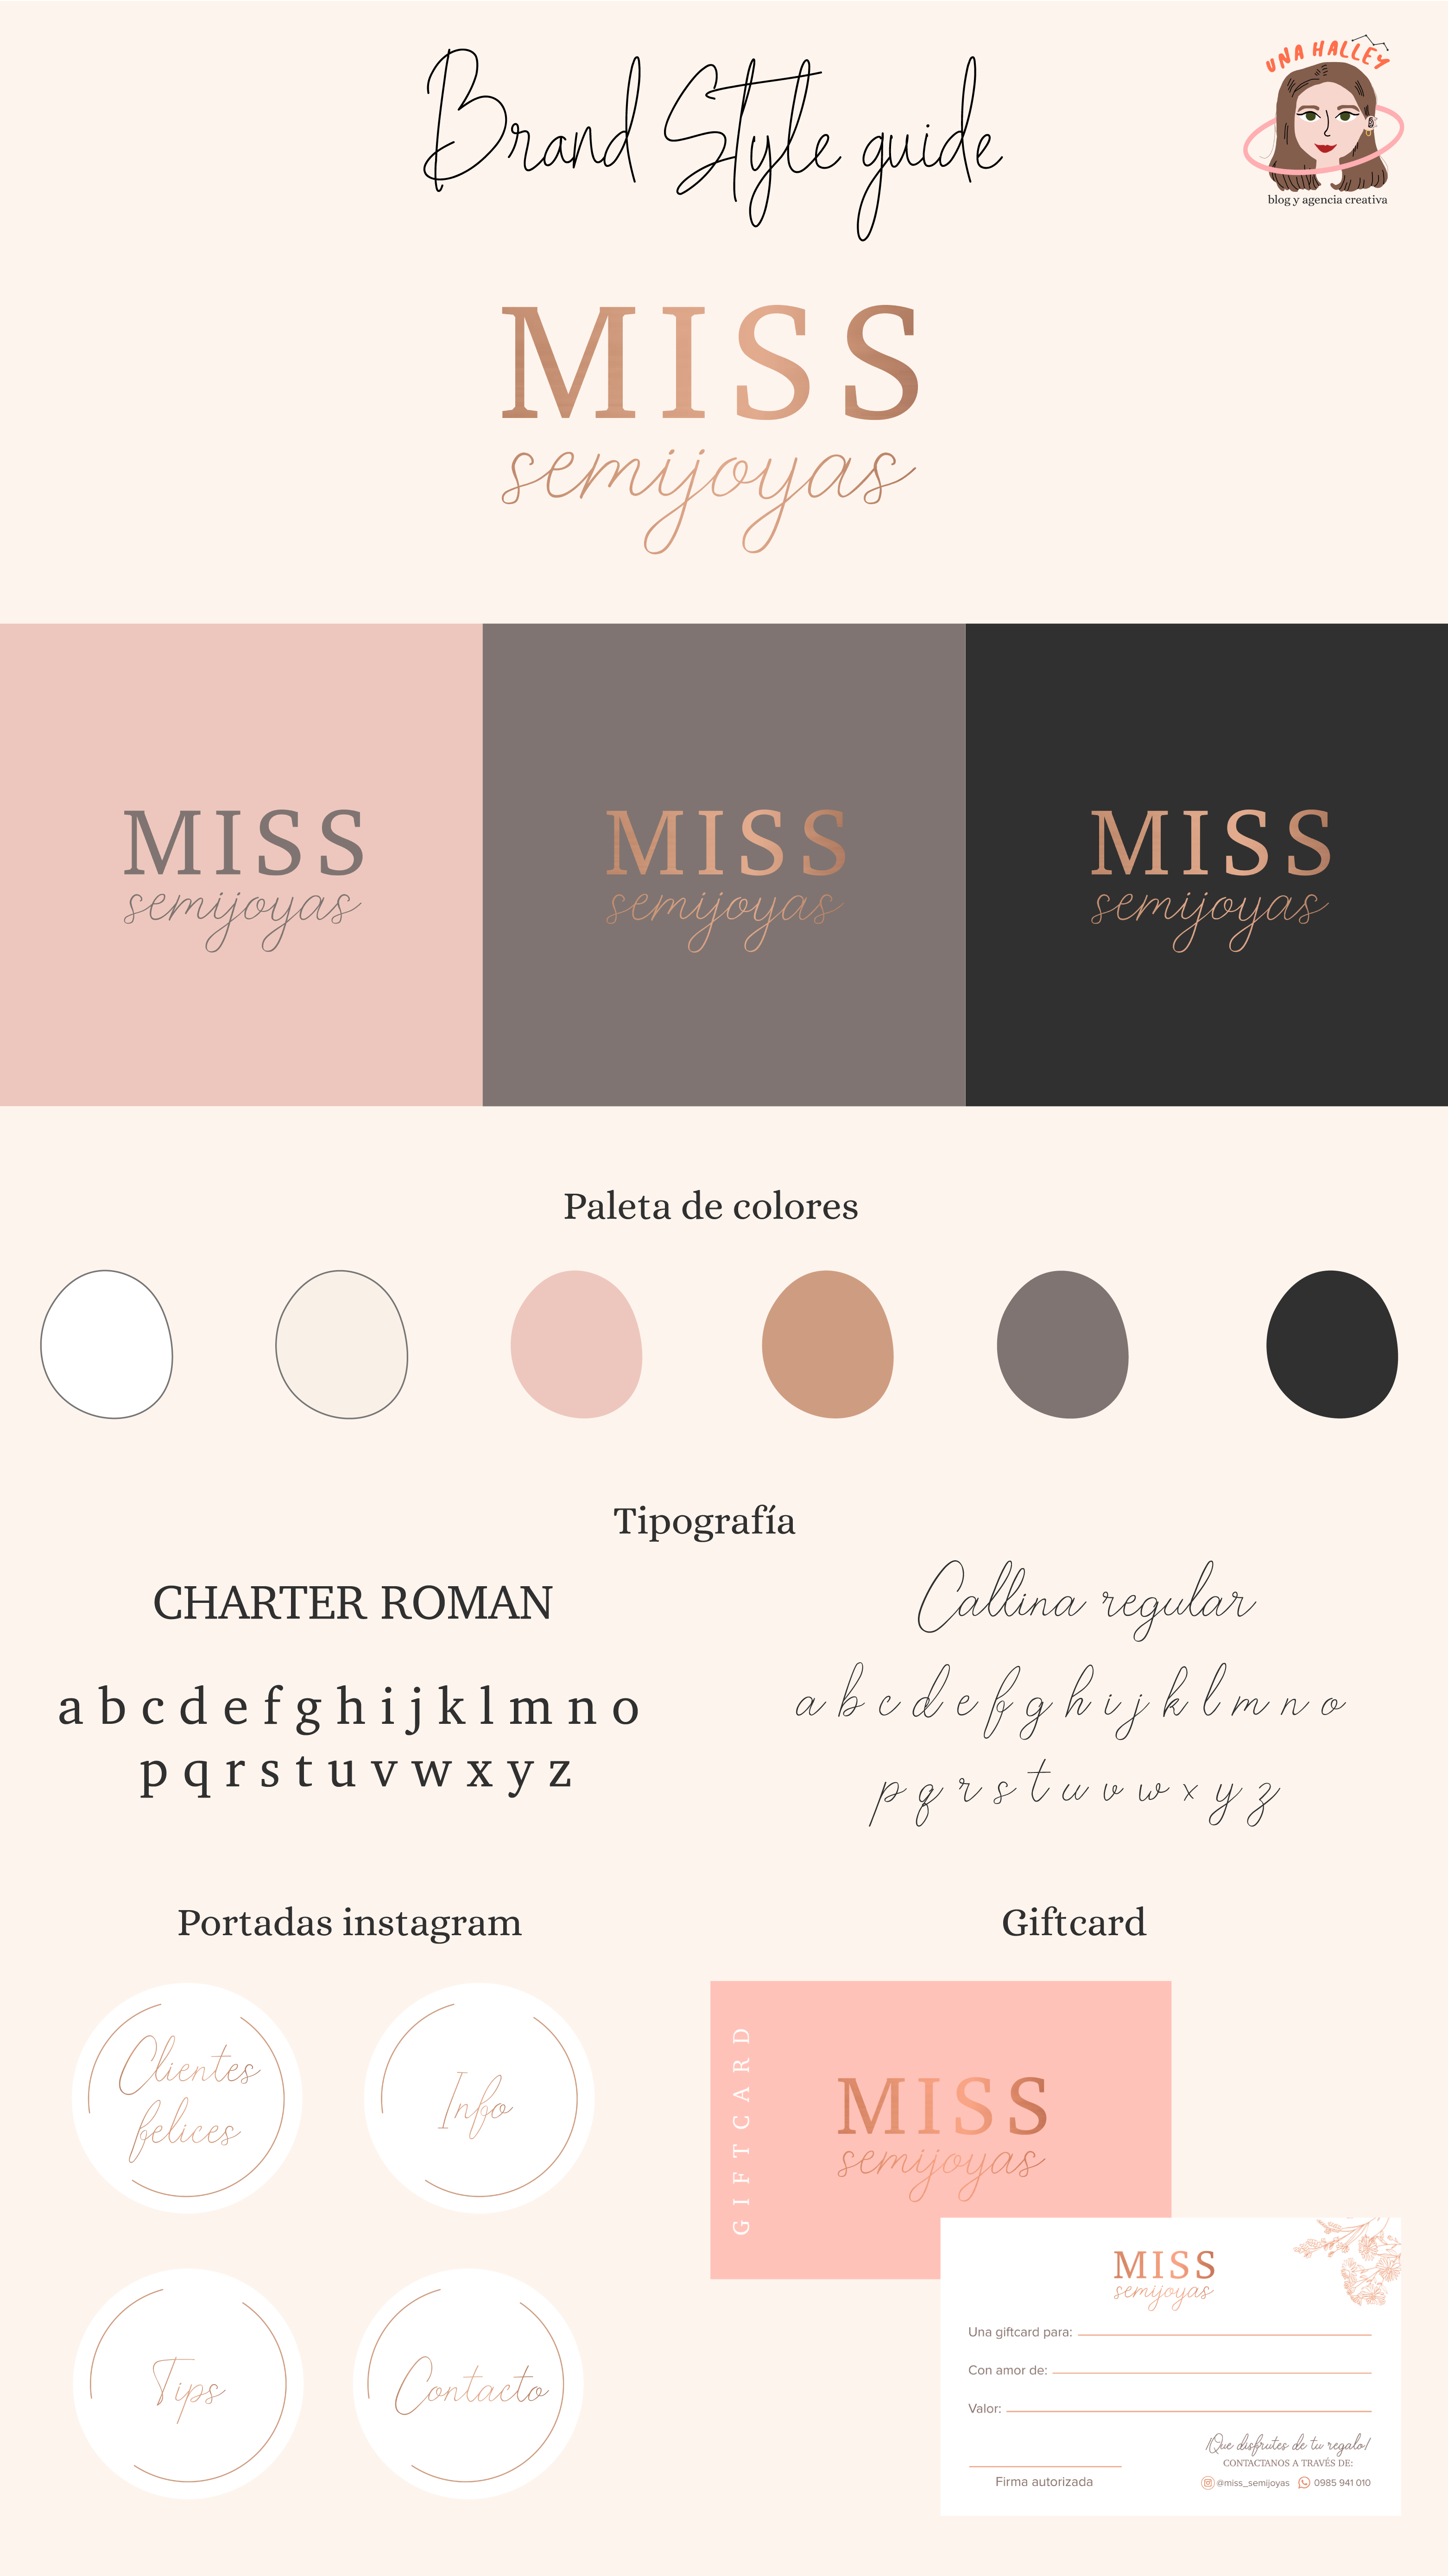 Brand Style guide
UNA HALLEY
blog y agencia creativa
MISS
semijoyas
MISS
semijoyas
MISS
semijoyas
MISS
semijoyas
Paleta de colores
Tipografía
CHARTER ROMAN
a b c d e f g h i j k l m n o
p q r s t u v w x y z
Callina regular
a b c d e f g h i j k l m n o
p q r s t u v w x y z
Portadas instagram
Clientes
felices
Info
Tips
Contacto
Giftcard
GIFTCARD
MISS
semijoyas
MISS
semijoyas
Una giftcard para:
Con amor de:
Valor:
Firma autorizada
¡Que disfrutes de tu regalo!
CONTACTANOS A TRAVÉS DE:
@miss_semijoyas 0985 941 010